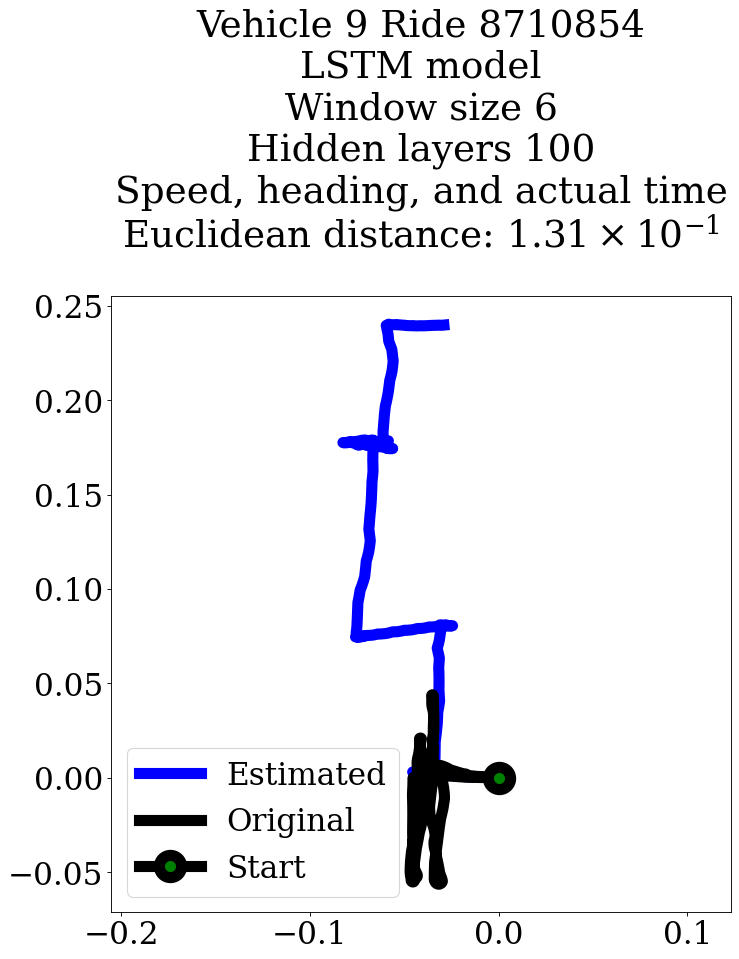 Vehicle 9 Ride 8710854
LSTM model
Window size 6
Hidden layers 100
Speed, heading, and actual time
Euclidean distance: 1.31 × 10⁻¹
0.25
0.20
0.15
0.10
0.05
0.00
−0.05
Estimated
Original
Start
−0.2
−0.1
0.0
0.1